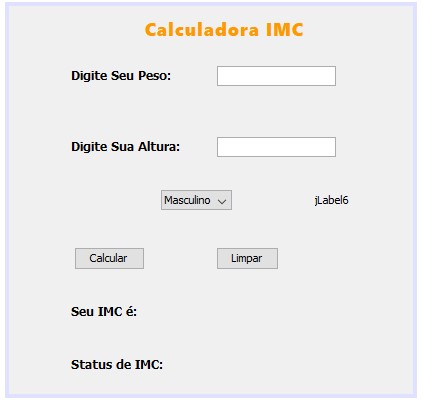 Calculadora IMC
Digite Seu Peso:
Digite Sua Altura:
Masculino jLabel6
Calcular Limpar
Seu IMC é:
Status de IMC: